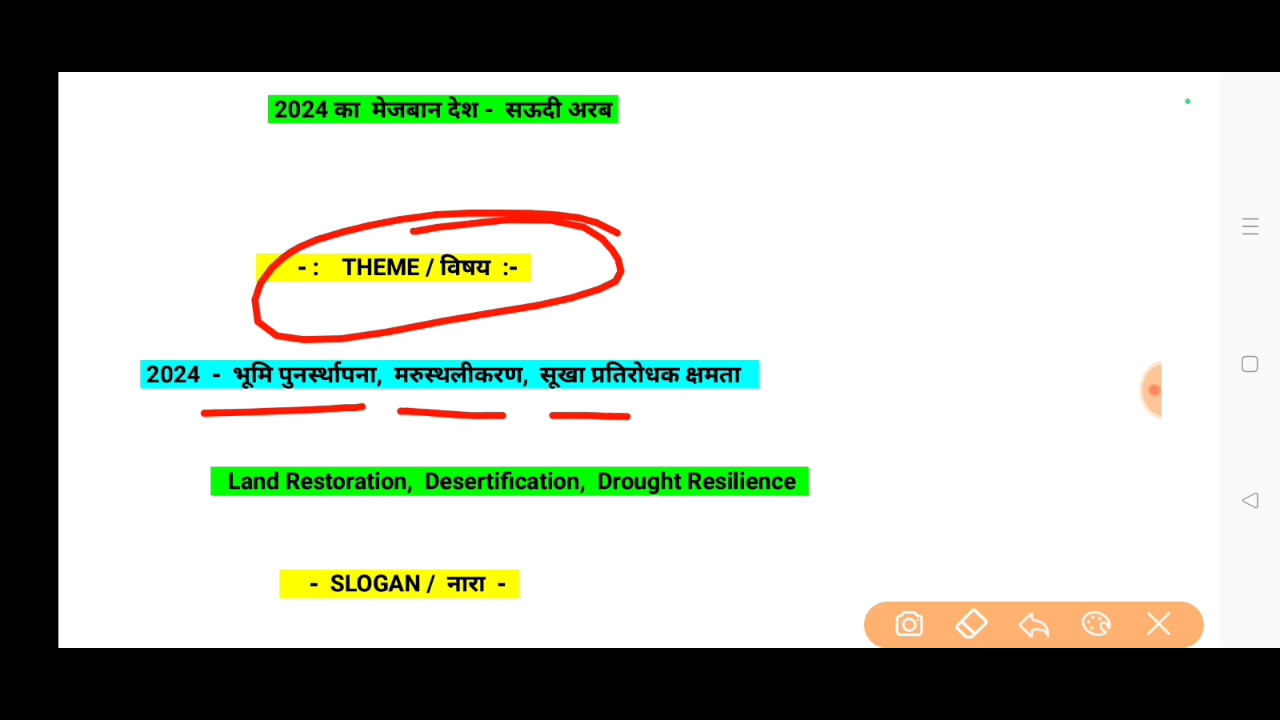 2024 का मेजबान देश - सऊदी अरब
- : THEME / विषय :-
2024 - भूमि पुनर्स्थापना, मरुस्थलीकरण, सूखा प्रतिरोधक क्षमता
Land Restoration, Desertification, Drought Resilience
- SLOGAN / नारा -